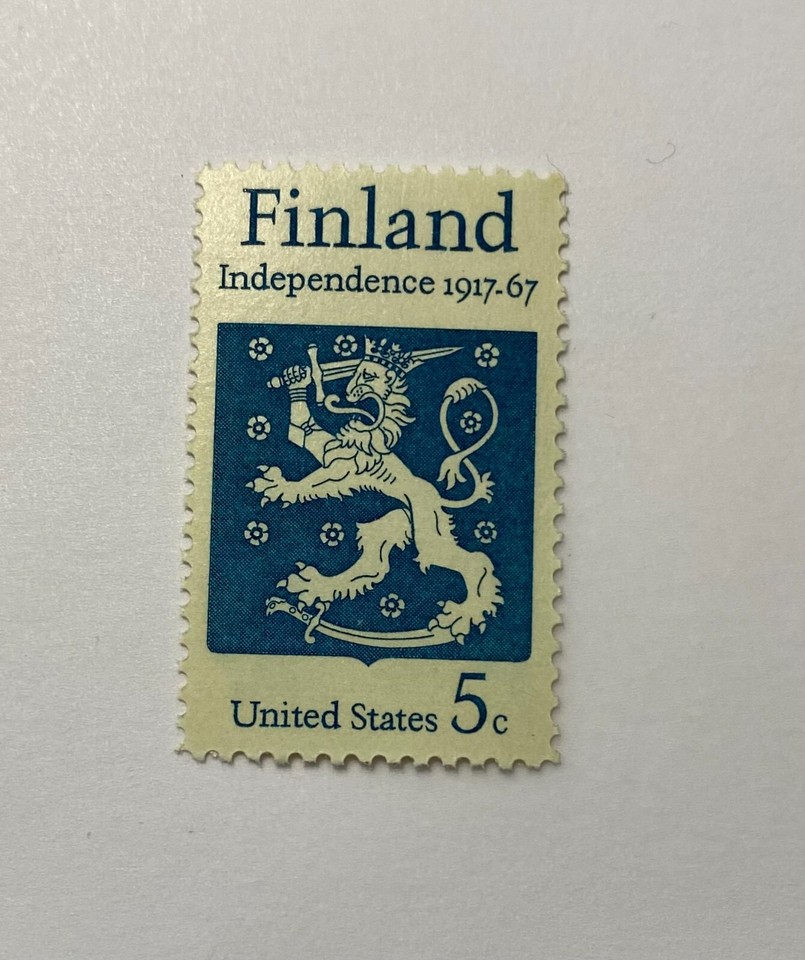 Finland
Independence 1917-67
United States 5c